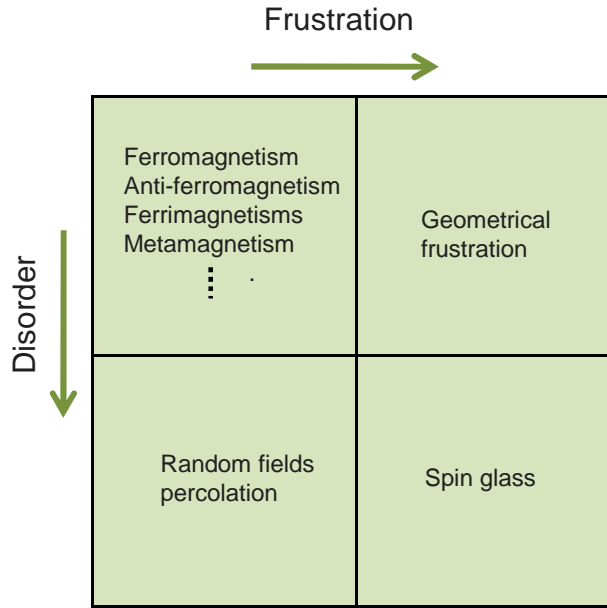 Frustration
Disorder
Ferromagnetism
Anti-ferromagnetism
Ferrimagnetisms
Metamagnetism
Geometrical
frustration
Random fields
percolation
Spin glass